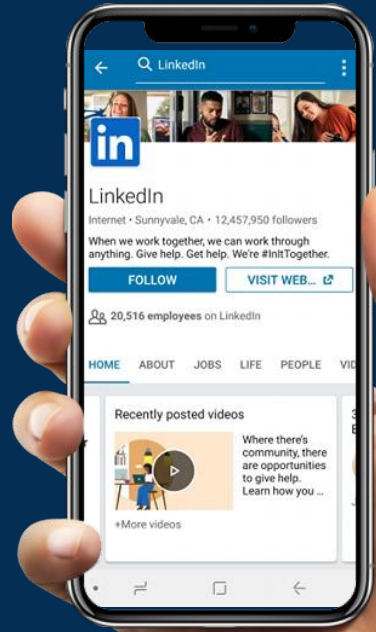 LinkedIn
in
LinkedIn
Internet • Sunnyvale, CA • 12,457,950 followers
When we work together, we can work through
anything. Give help. Get help. We're #InItTogether.
FOLLOW
VISIT WEB...
20,516 employees on LinkedIn
HOME ABOUT JOBS LIFE PEOPLE VID
Recently posted videos
Where there's
community, there
are opportunities
to give help.
Learn how you ...
+More videos